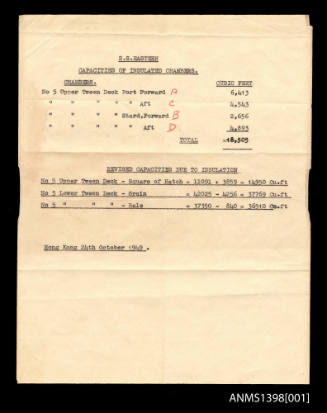 S.S. EASTERN
CAPACITIES OF INSULATED CHAMBERS.
CHAMBERS. CUBIC FEET
No 5 Upper Tween Deck Port Forward A 6,413
" " " " " Aft C 4,543
" " " " Stard.Forward B 2,656
" " " " " Aft D 4,893
TOTAL 18,505
REVISED CAPACITIES DUE TO INSULATION
No 5 Upper Tween Deck - Square of Hatch = 11091 + 3859 = 14950 Cu.ft
No 5 Lower Tween Deck - Grain = 42025 - 4256 = 37769 Cu.ft
No 5 " " " - Bale = 37350 - 840 = 36510 Cu.ft
Hong Kong 24th October 1949.
ANMS1398[001]